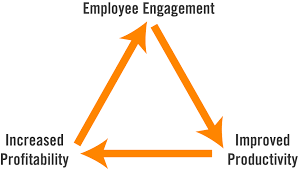 Employee Engagement
Increased
Profitability
Improved
Productivity